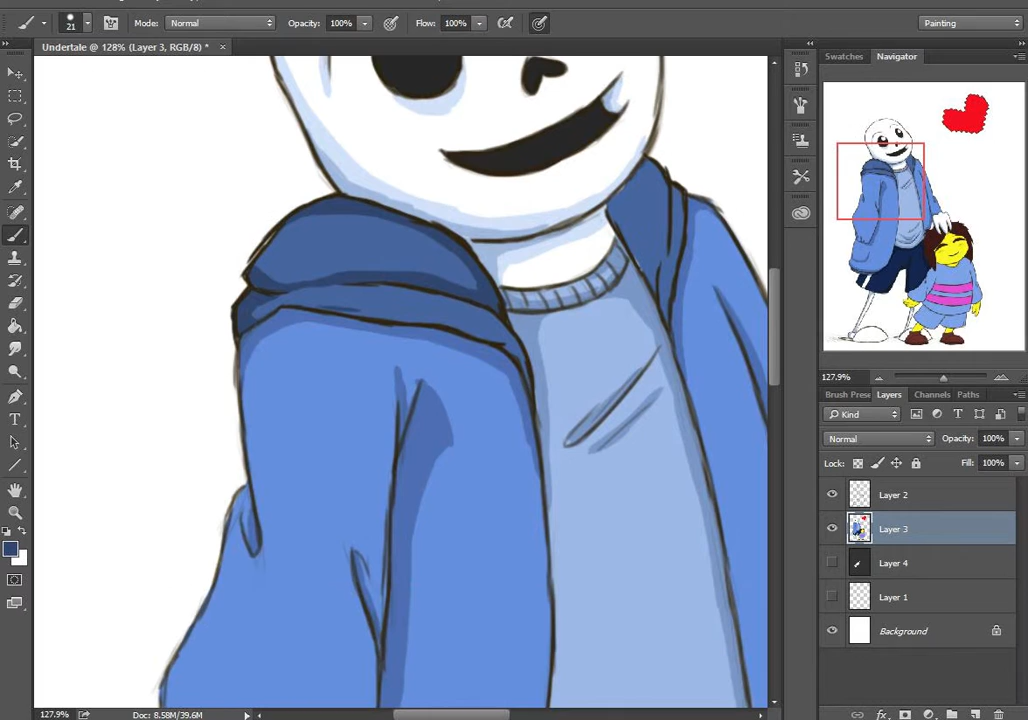 21 Mode: Normal Opacity: 100% Flow: 100% Painting
Undertale @ 128% (Layer 3, RGB/8) * ×
Swatches Navigator
127.9%
Brush Prese Layers Channels Paths
Kind
Normal Opacity: 100%
Lock: Fill: 100%
Layer 2
Layer 3
Layer 4
Layer 1
Background
127.9% Doc: 8.58M/39.6M